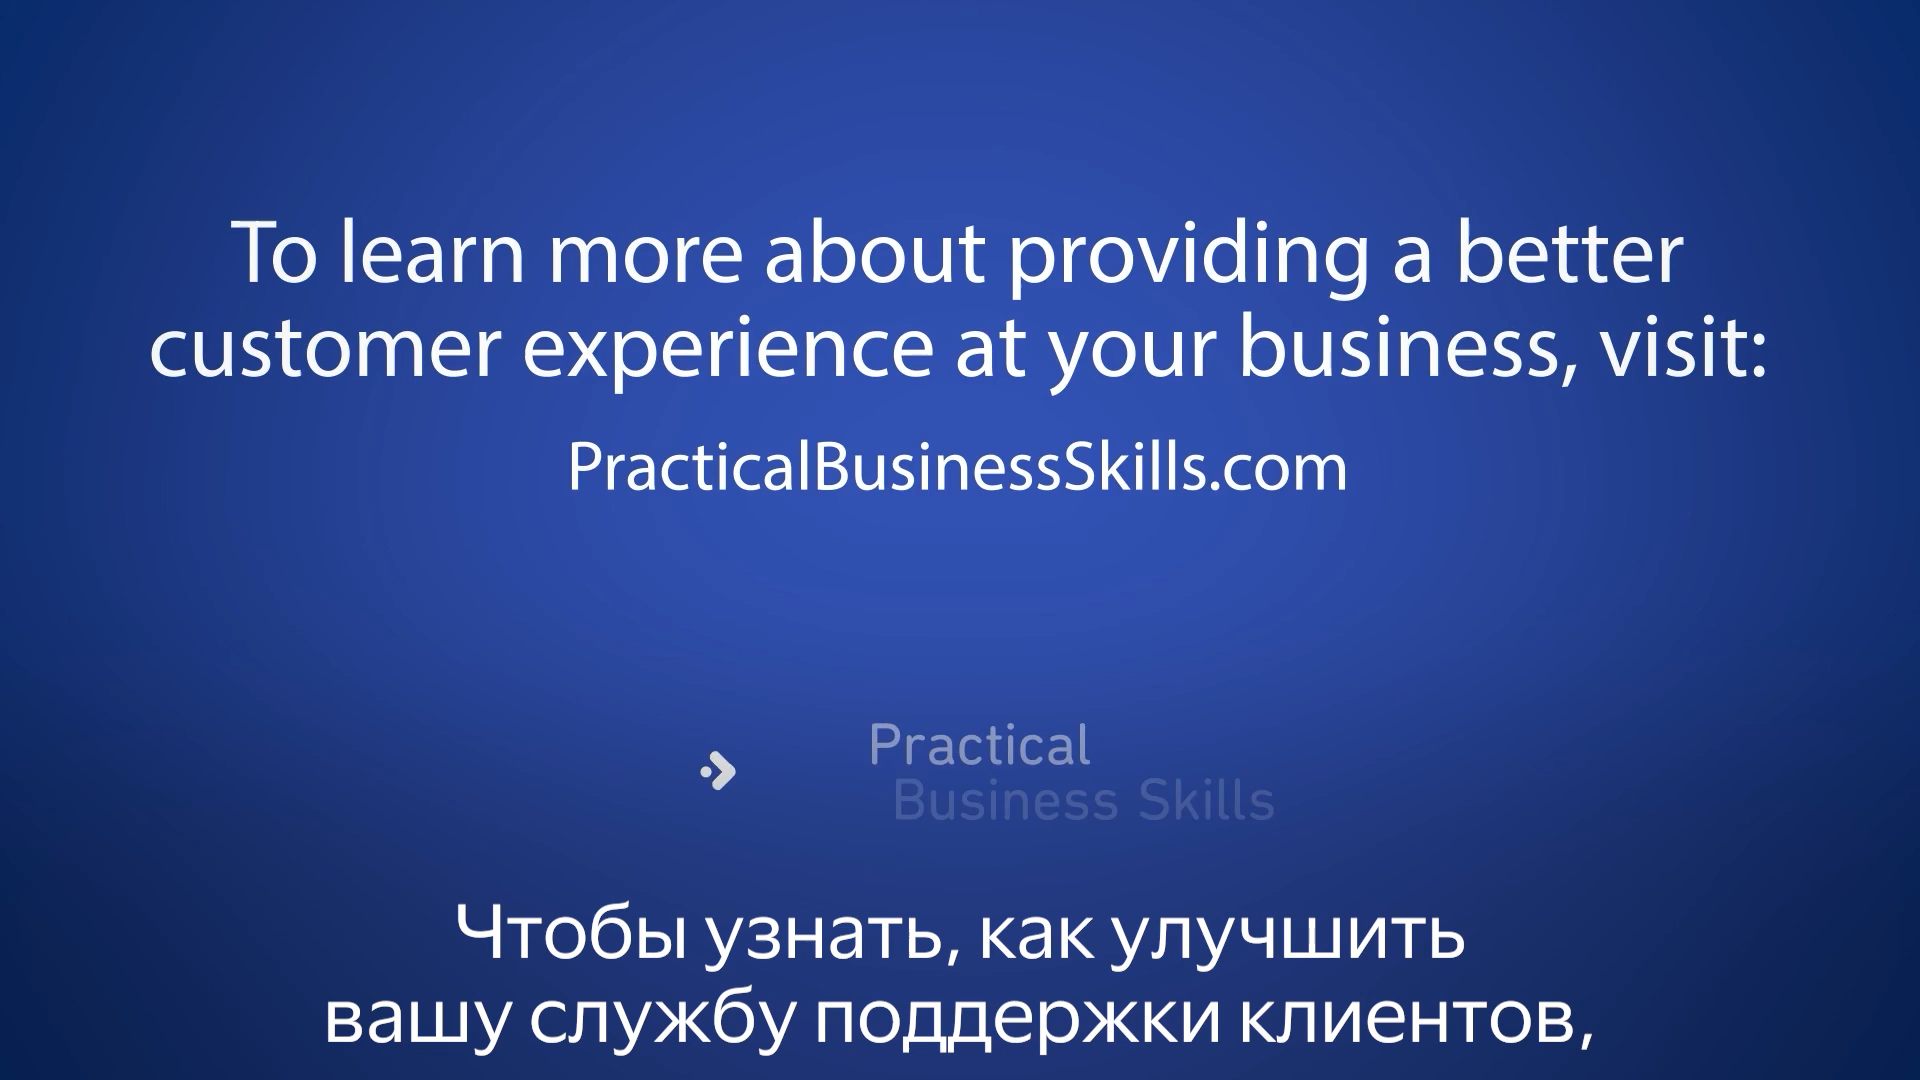 To learn more about providing a better
customer experience at your business, visit:
PracticalBusinessSkills.com
Practical
Business Skills
Чтобы узнать, как улучшить
вашу службу поддержки клиентов,